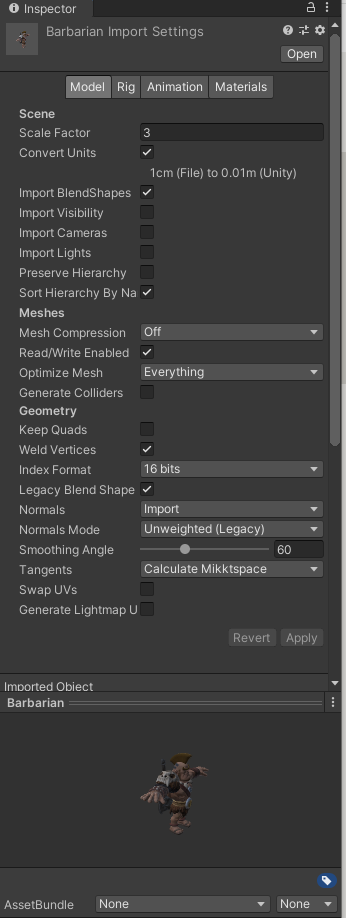 Inspector
Barbarian Import Settings
Open
Model Rig Animation Materials
Scene
Scale Factor 3
Convert Units
1cm (File) to 0.01m (Unity)
Import BlendShapes
Import Visibility
Import Cameras
Import Lights
Preserve Hierarchy
Sort Hierarchy By Na
Meshes
Mesh Compression Off
Read/Write Enabled
Optimize Mesh Everything
Generate Colliders
Geometry
Keep Quads
Weld Vertices
Index Format 16 bits
Legacy Blend Shape
Normals Import
Normals Mode Unweighted (Legacy)
Smoothing Angle 60
Tangents Calculate Mikktspace
Swap UVs
Generate Lightmap U
Revert Apply
Imported Object
Barbarian
AssetBundle None None